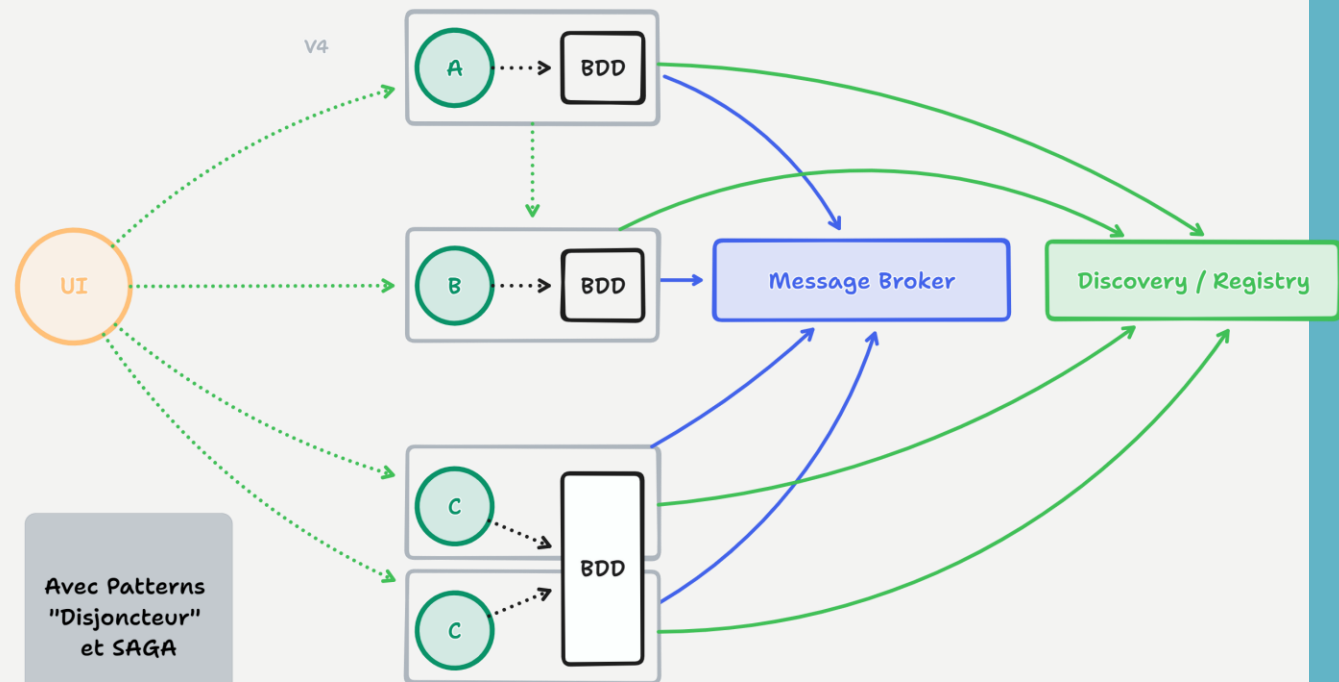 V4
A
BDD
UI
B
BDD
Message Broker
Discovery / Registry
C
BDD
C
Avec Patterns
"Disjoncteur"
et SAGA